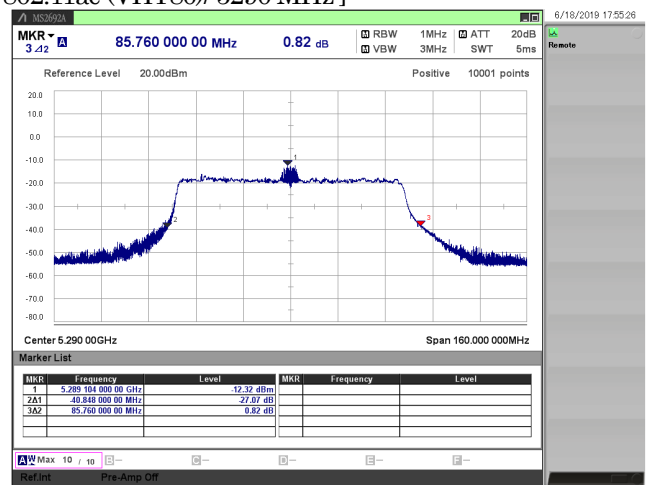 802.11ac (VHT80)/ 5290 MHz ]
MS2692A
6/18/2019 17:55:26
MKR 3 Δ2 A 85.760 000 00 MHz 0.82 dB M RBW 1MHz M ATT 20dB
M VBW 3MHz SWT 5ms
Remote
Reference Level 20.00dBm Positive 10001 points
20.0
10.0
0.0
-10.0
-20.0
-30.0
-40.0
-50.0
-60.0
-70.0
-80.0
1
2
3
Center 5.290 00GHz Span 160.000 000MHz
Marker List
MKR Frequency Level MKR Frequency Level
1 5.289 104 000 00 GHz -12.32 dBm
2Δ1 -40.848 000 00 MHz -27.07 dB
3Δ2 85.760 000 00 MHz 0.82 dB
A W Max 10 / 10 B— C— D— E— F—
Ref.Int Pre-Amp Off